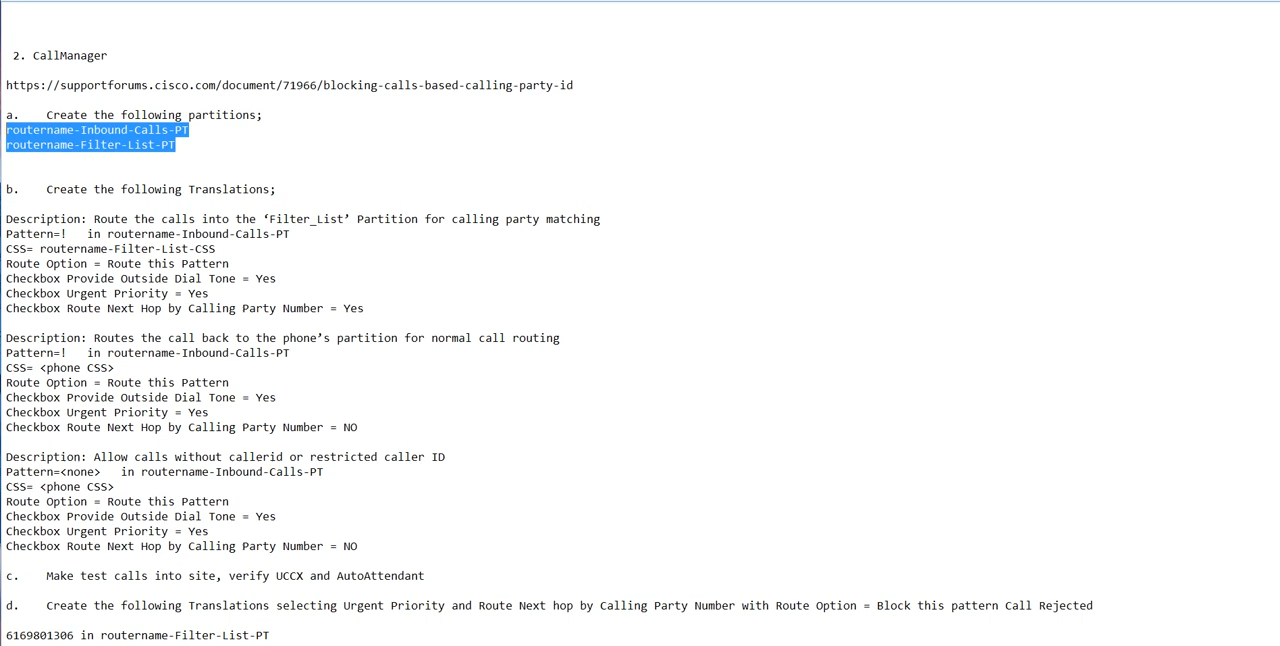 2. CallManager
https://supportforums.cisco.com/document/71966/blocking-calls-based-calling-party-id
a.    Create the following partitions;
routername-Inbound-Calls-PT
routername-Filter-List-PT
b.    Create the following Translations;
Description: Route the calls into the ‘Filter_List’ Partition for calling party matching
Pattern=!   in routername-Inbound-Calls-PT
CSS= routername-Filter-List-CSS
Route Option = Route this Pattern
Checkbox Provide Outside Dial Tone = Yes
Checkbox Urgent Priority = Yes
Checkbox Route Next Hop by Calling Party Number = Yes
Description: Routes the call back to the phone’s partition for normal call routing
Pattern=!   in routername-Inbound-Calls-PT
CSS= <phone CSS>
Route Option = Route this Pattern
Checkbox Provide Outside Dial Tone = Yes
Checkbox Urgent Priority = Yes
Checkbox Route Next Hop by Calling Party Number = NO
Description: Allow calls without callerid or restricted caller ID
Pattern=<none>   in routername-Inbound-Calls-PT
CSS= <phone CSS>
Route Option = Route this Pattern
Checkbox Provide Outside Dial Tone = Yes
Checkbox Urgent Priority = Yes
Checkbox Route Next Hop by Calling Party Number = NO
c.    Make test calls into site, verify UCCX and AutoAttendant
d.    Create the following Translations selecting Urgent Priority and Route Next hop by Calling Party Number with Route Option = Block this pattern Call Rejected
6169801306 in routername-Filter-List-PT